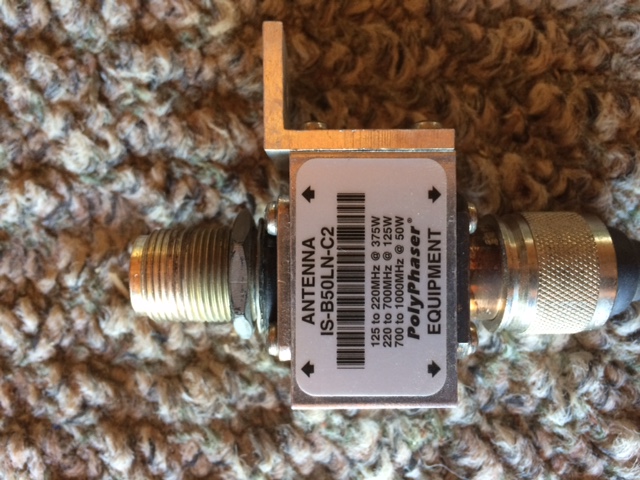 ANTENNA
IS-B50LN-C2
125 to 220MHz @ 375W
220 to 700MHz @ 125W
700 to 1000MHz @ 50W
PolyPhaser®
EQUIPMENT